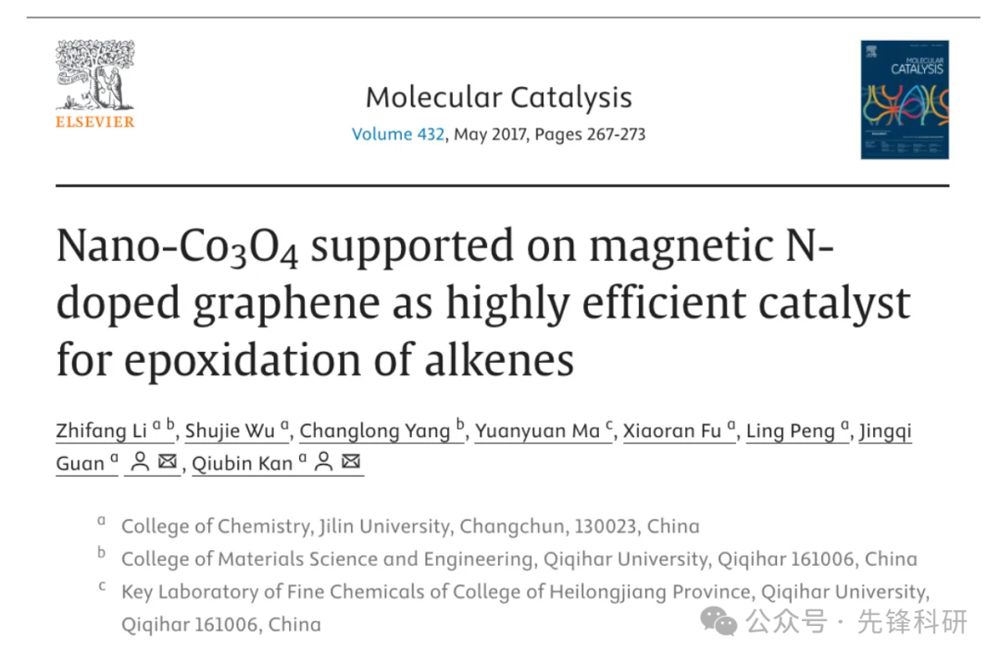 ELSEVIER
Molecular Catalysis
Volume 432, May 2017, Pages 267-273
MOLECULAR
CATALYSIS
Nano-Co₃O₄ supported on magnetic N-
doped graphene as highly efficient catalyst
for epoxidation of alkenes
Zhifang Li ᵃ ᵇ, Shujie Wu ᵃ, Changlong Yang ᵇ, Yuanyuan Ma ᶜ, Xiaoran Fu ᵃ, Ling Peng ᵃ, Jingqi
Guan ᵃ, Qiubin Kan ᵃ
ᵃ College of Chemistry, Jilin University, Changchun, 130023, China
ᵇ College of Materials Science and Engineering, Qiqihar University, Qiqihar 161006, China
ᶜ Key Laboratory of Fine Chemicals of College of Heilongjiang Province, Qiqihar University,
Qiqihar 161006, China
公众号 · 先锋科研